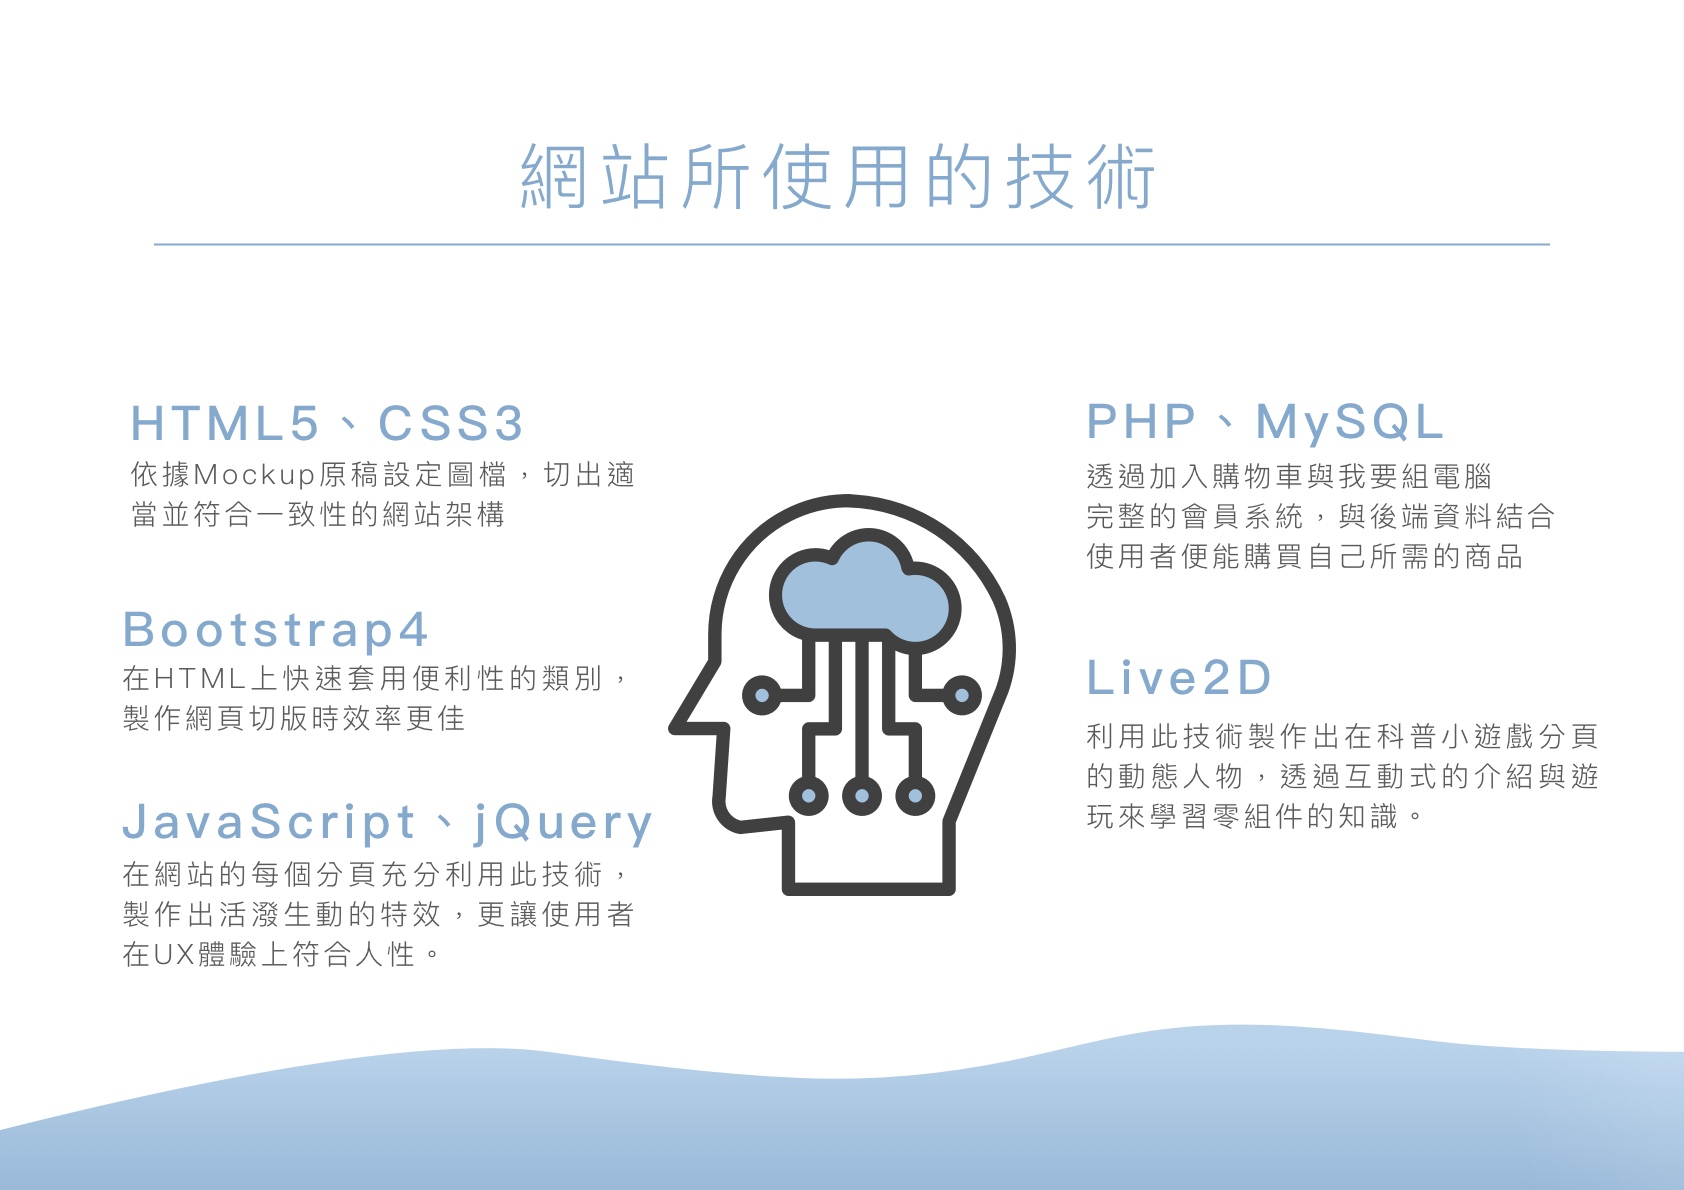 網站所使用的技術
HTML5、CSS3
依據Mockup原稿設定圖檔，切出適
當並符合一致性的網站架構
Bootstrap4
在HTML上快速套用便利性的類別，
製作網頁切版時效率更佳
JavaScript、jQuery
在網站的每個分頁充分利用此技術，
製作出活潑生動的特效，更讓使用者
在UX體驗上符合人性。
PHP、MySQL
透過加入購物車與我要組電腦
完整的會員系統，與後端資料結合
使用者便能購買自己所需的商品
Live2D
利用此技術製作出在科普小遊戲分頁
的動態人物，透過互動式的介紹與遊
玩來學習零組件的知識。